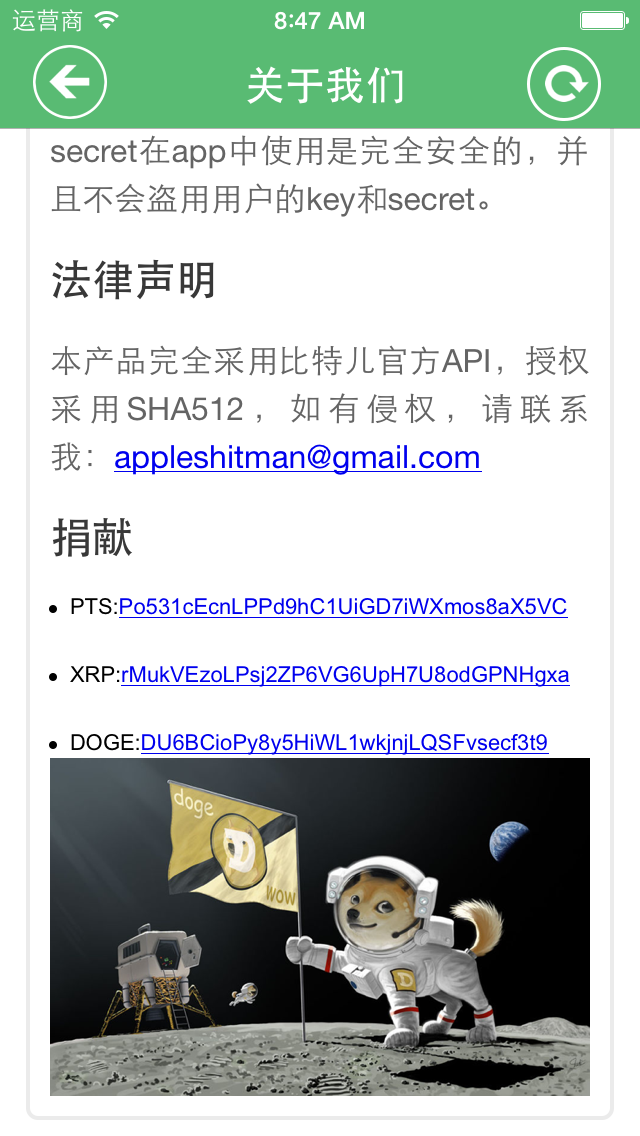 运营商 8:47 AM
关于我们
secret在app中使用是完全安全的，并
且不会盗用用户的key和secret。
法律声明
本产品完全采用比特儿官方API，授权
采用SHA512，如有侵权，请联系
我：appleshitman@gmail.com
捐献
PTS:Po531cEcnLPPd9hC1UiGD7iWXmos8aX5VC
XRP:rMukVEzoLPsj2ZP6VG6UpH7U8odGPNHgxa
DOGE:DU6BCioPy8y5HiWL1wkjnjLQSFvsecf3t9
doge
D
WOW
D